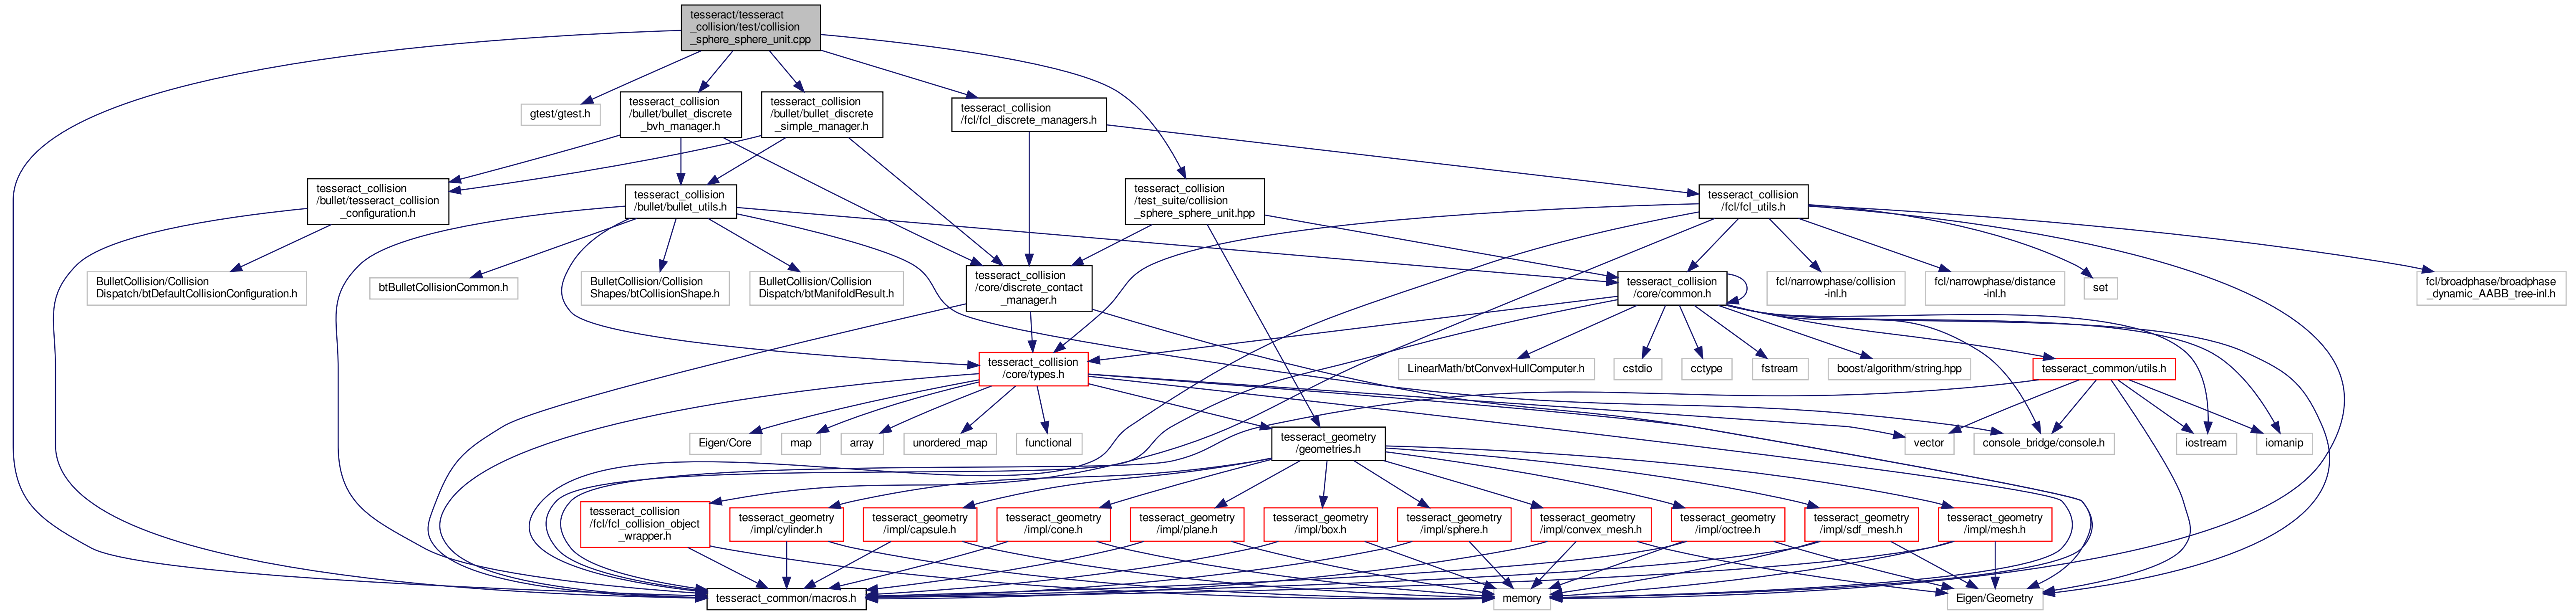 tesseract/tesseract
_collision/test/collision
_sphere_sphere_unit.cpp
gtest/gtest.h
tesseract_collision
/bullet/bullet_discrete
_bvh_manager.h
tesseract_collision
/bullet/bullet_discrete
_simple_manager.h
tesseract_collision
/fcl/fcl_discrete_managers.h
tesseract_collision
/bullet/tesseract_collision
_configuration.h
tesseract_collision
/bullet/bullet_utils.h
tesseract_collision
/test_suite/collision
_sphere_sphere_unit.hpp
tesseract_collision
/fcl/fcl_utils.h
BulletCollision/Collision
Dispatch/btDefaultCollisionConfiguration.h
btBulletCollisionCommon.h
BulletCollision/Collision
Shapes/btCollisionShape.h
BulletCollision/Collision
Dispatch/btManifoldResult.h
tesseract_collision
/core/discrete_contact
_manager.h
tesseract_collision
/core/common.h
fcl/narrowphase/collision
-inl.h
fcl/narrowphase/distance
-inl.h
set
fcl/broadphase/broadphase
_dynamic_AABB_tree-inl.h
tesseract_collision
/core/types.h
LinearMath/btConvexHullComputer.h
cstdio
cctype
fstream
boost/algorithm/string.hpp
tesseract_common/utils.h
Eigen/Core
map
array
unordered_map
functional
tesseract_geometry
/geometries.h
vector
console_bridge/console.h
iostream
iomanip
tesseract_collision
/fcl/fcl_collision_object
_wrapper.h
tesseract_geometry
/impl/cylinder.h
tesseract_geometry
/impl/capsule.h
tesseract_geometry
/impl/cone.h
tesseract_geometry
/impl/plane.h
tesseract_geometry
/impl/box.h
tesseract_geometry
/impl/sphere.h
tesseract_geometry
/impl/convex_mesh.h
tesseract_geometry
/impl/octree.h
tesseract_geometry
/impl/sdf_mesh.h
tesseract_geometry
/impl/mesh.h
tesseract_common/macros.h
memory
Eigen/Geometry